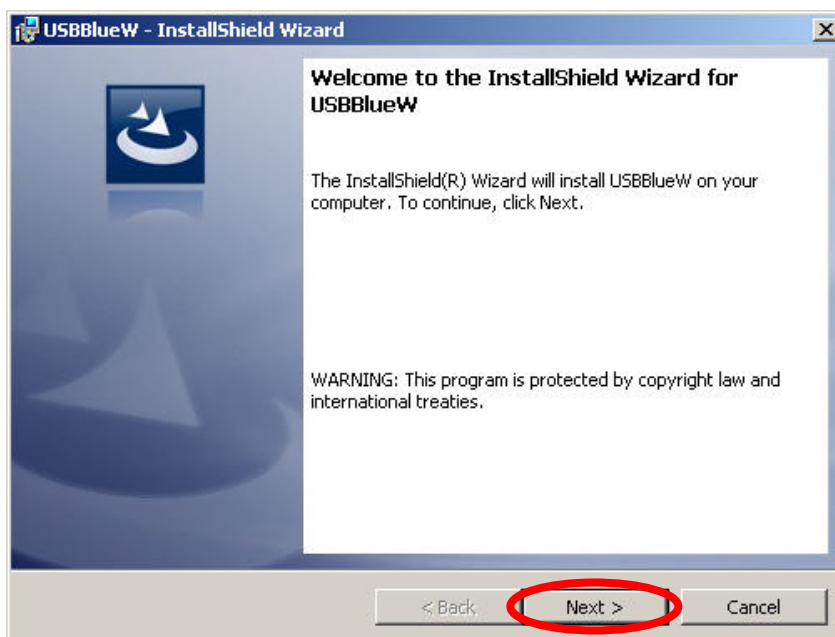 USBBlueW - InstallShield Wizard
Welcome to the InstallShield Wizard for
USBBlueW
The InstallShield(R) Wizard will install USBBlueW on your
computer. To continue, click Next.
WARNING: This program is protected by copyright law and
international treaties.
< Back
Next >
Cancel